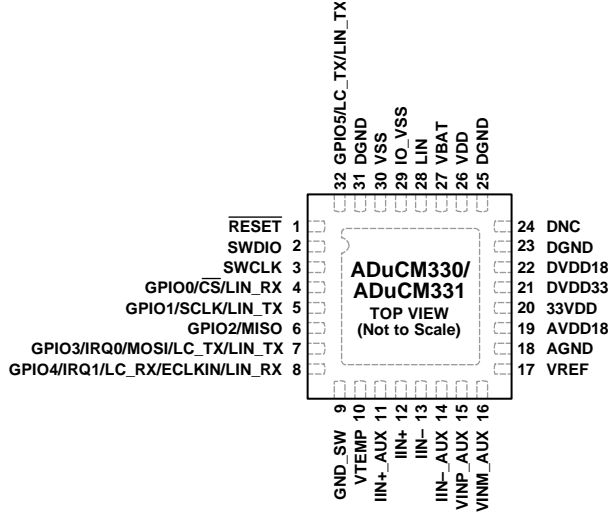 32 GPIO5/LC_TX/LIN_TX
31 DGND
30 VSS
29 IO_VSS
28 LIN
27 VBAT
26 VDD
25 DGND
RESET 1
SWDIO 2
SWCLK 3
GPIO0/CS/LIN_RX 4
GPIO1/SCLK/LIN_TX 5
GPIO2/MISO 6
GPIO3/IRQ0/MOSI/LC_TX/LIN_TX 7
GPIO4/IRQ1/LC_RX/ECLKIN/LIN_RX 8
ADuCM330/
ADuCM331
TOP VIEW
(Not to Scale)
24 DNC
23 DGND
22 DVDD18
21 DVDD33
20 33VDD
19 AVDD18
18 AGND
17 VREF
GND_SW 9
VTEMP 10
IIN+_AUX 11
IIN+ 12
IIN– 13
IIN–_AUX 14
VINP_AUX 15
VINM_AUX 16